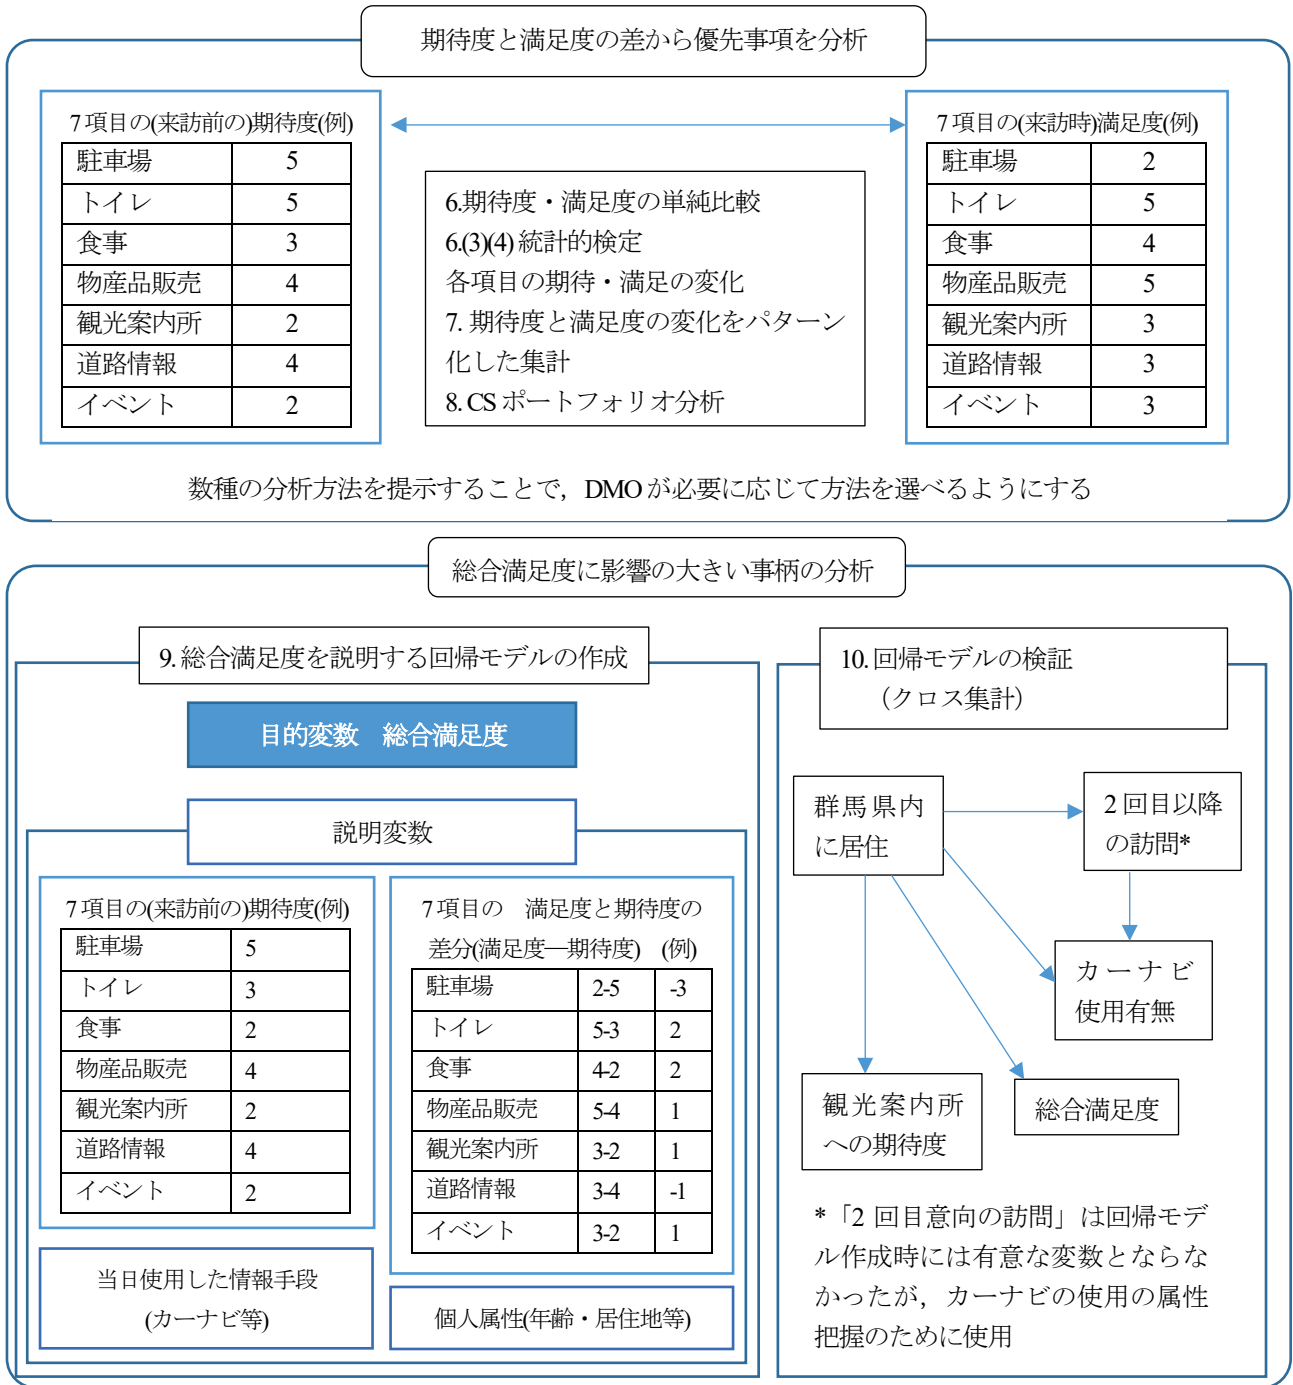 期待度と満足度の差から優先事項を分析
7項目の(来訪前の)期待度(例)
駐車場 5
トイレ 5
食事 3
物産品販売 4
観光案内所 2
道路情報 4
イベント 2
6.期待度・満足度の単純比較
6.(3)(4)統計的検定
各項目の期待・満足の変化
7. 期待度と満足度の変化をパターン
化した集計
8. CSポートフォリオ分析
7項目の(来訪時)満足度(例)
駐車場 2
トイレ 5
食事 4
物産品販売 5
観光案内所 3
道路情報 3
イベント 3
数種の分析方法を提示することで，DMOが必要に応じて方法を選べるようにする
総合満足度に影響の大きい事柄の分析
9. 総合満足度を説明する回帰モデルの作成
目的変数　総合満足度
説明変数
7項目の(来訪前の)期待度(例)
駐車場 5
トイレ 3
食事 2
物産品販売 4
観光案内所 2
道路情報 4
イベント 2
7項目の　満足度と期待度の
差分(満足度―期待度)　(例)
駐車場 2-5 -3
トイレ 5-3 2
食事 4-2 2
物産品販売 5-4 1
観光案内所 3-2 1
道路情報 3-4 -1
イベント 3-2 1
当日使用した情報手段
(カーナビ等)
個人属性(年齢・居住地等)
10. 回帰モデルの検証
（クロス集計）
群馬県内
に居住
2回目以降
の訪問*
カーナビ
使用有無
観光案内所
への期待度
総合満足度
*「2 回目意向の訪問」は回帰モデ
ル作成時には有意な変数とならな
かったが，カーナビの使用の属性
把握のために使用